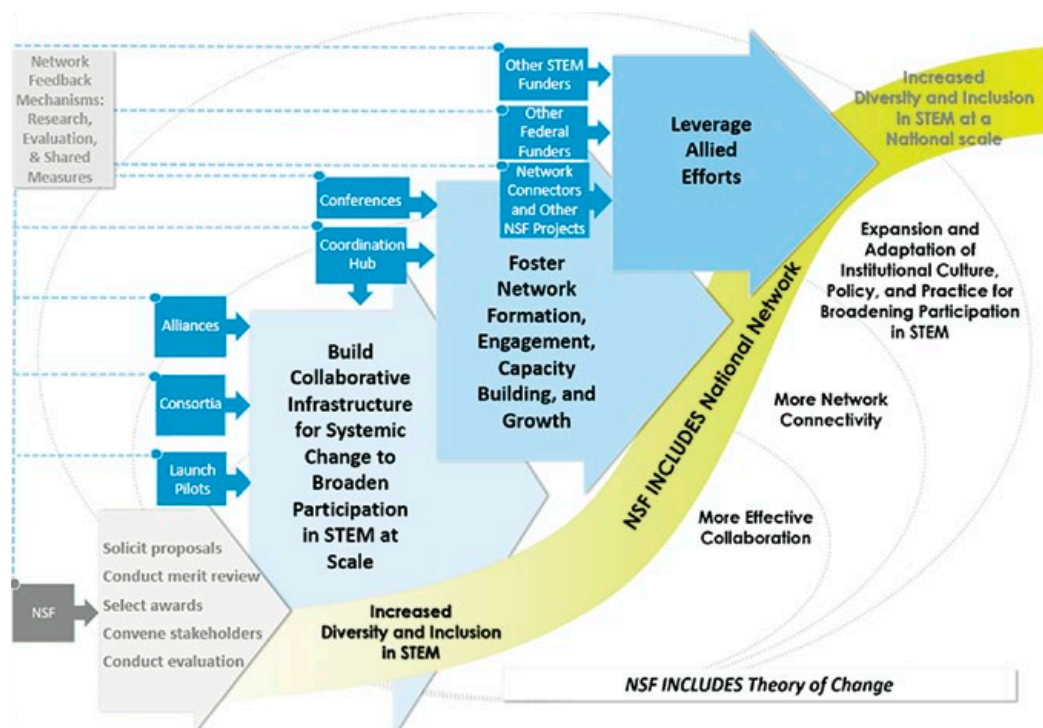 Network
Feedback
Mechanisms:
Research,
Evaluation,
& Shared
Measures
Other STEM
Funders
Other
Federal
Funders
Network
Connectors
and Other
NSF Projects
Leverage
Allied
Efforts
Increased
Diversity and Inclusion
in STEM at a
National scale
Conferences
Coordination
Hub
Foster
Network
Formation,
Engagement,
Capacity
Building, and
Growth
Expansion and
Adaptation of
Institutional Culture,
Policy, and Practice for
Broadening Participation
in STEM
Alliances
Consortia
Launch
Pilots
Build
Collaborative
Infrastructure
for Systemic
Change to
Broaden
Participation
in STEM at
Scale
NSF INCLUDES National Network
More Network
Connectivity
More Effective
Collaboration
NSF
Solicit proposals
Conduct merit review
Select awards
Convene stakeholders
Conduct evaluation
Increased
Diversity and Inclusion
in STEM
NSF INCLUDES Theory of Change